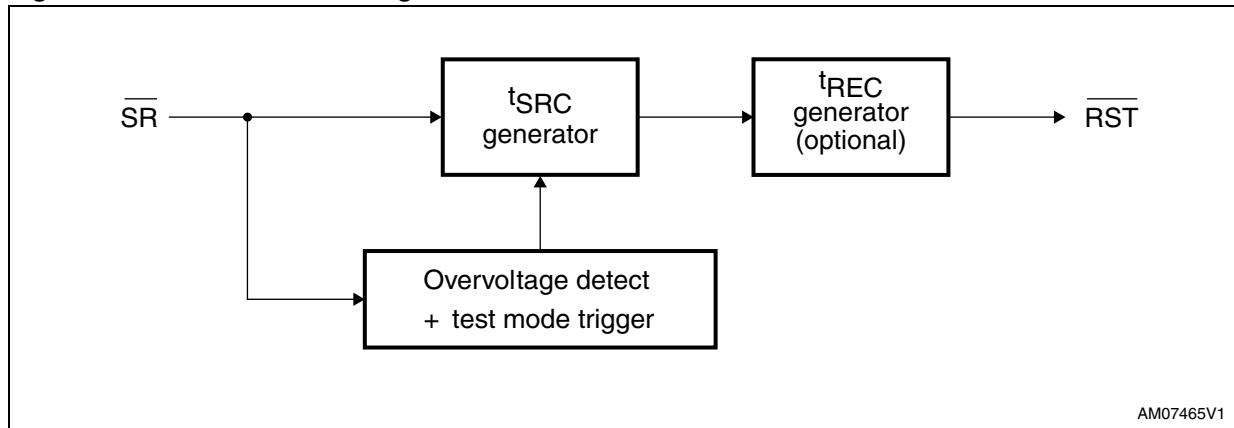 SR
tSRC
generator
tREC
generator
(optional)
RST
Overvoltage detect
+ test mode trigger
AM07465V1